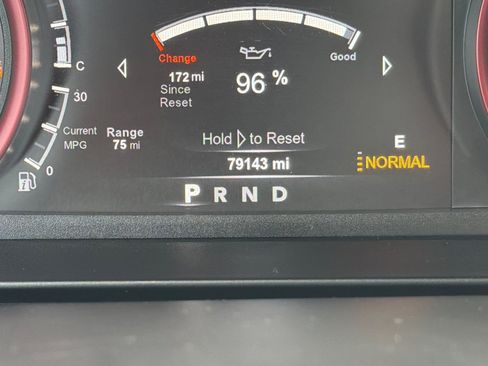 Change
Good
C
172 mi
Since
Reset
96 %
30
Current
MPG
Range
75 mi
0
Hold ▷ to Reset
79143 mi
E
NORMAL
P R N D